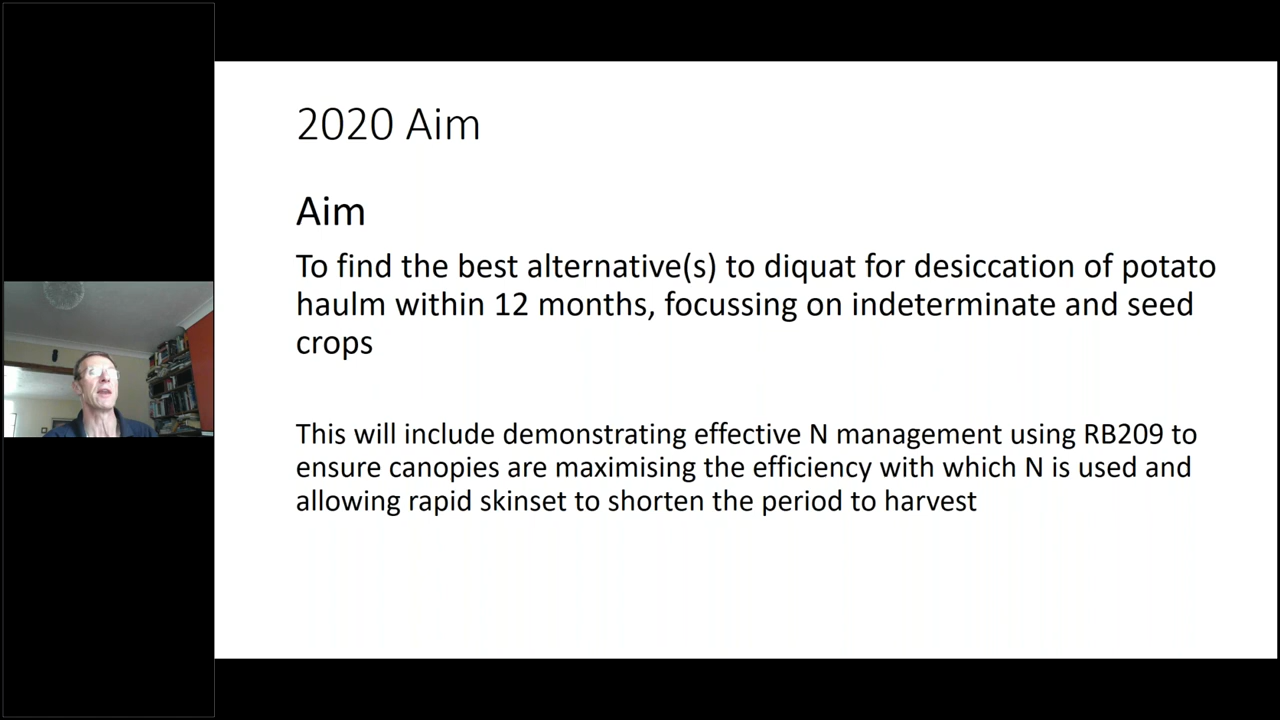 2020 Aim
Aim
To find the best alternative(s) to diquat for desiccation of potato
haulm within 12 months, focussing on indeterminate and seed
crops
This will include demonstrating effective N management using RB209 to
ensure canopies are maximising the efficiency with which N is used and
allowing rapid skinset to shorten the period to harvest